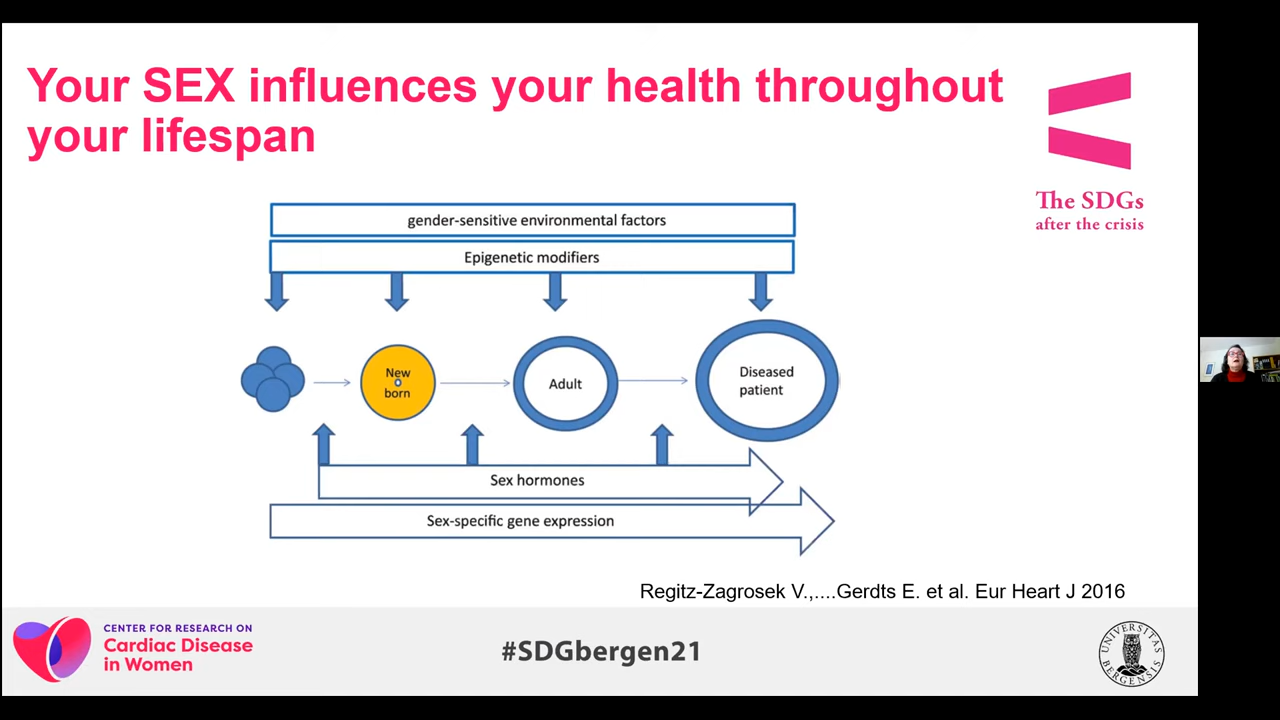 Your SEX influences your health throughout
your lifespan
The SDGs
after the crisis
gender-sensitive environmental factors
Epigenetic modifiers
New
born
Adult
Diseased
patient
Sex hormones
Sex-specific gene expression
Regitz-Zagrosek V.,....Gerdts E. et al. Eur Heart J 2016
CENTER FOR RESEARCH ON
Cardiac Disease
in Women
#SDGbergen21
UNIVERSITAS
BERGENSIS